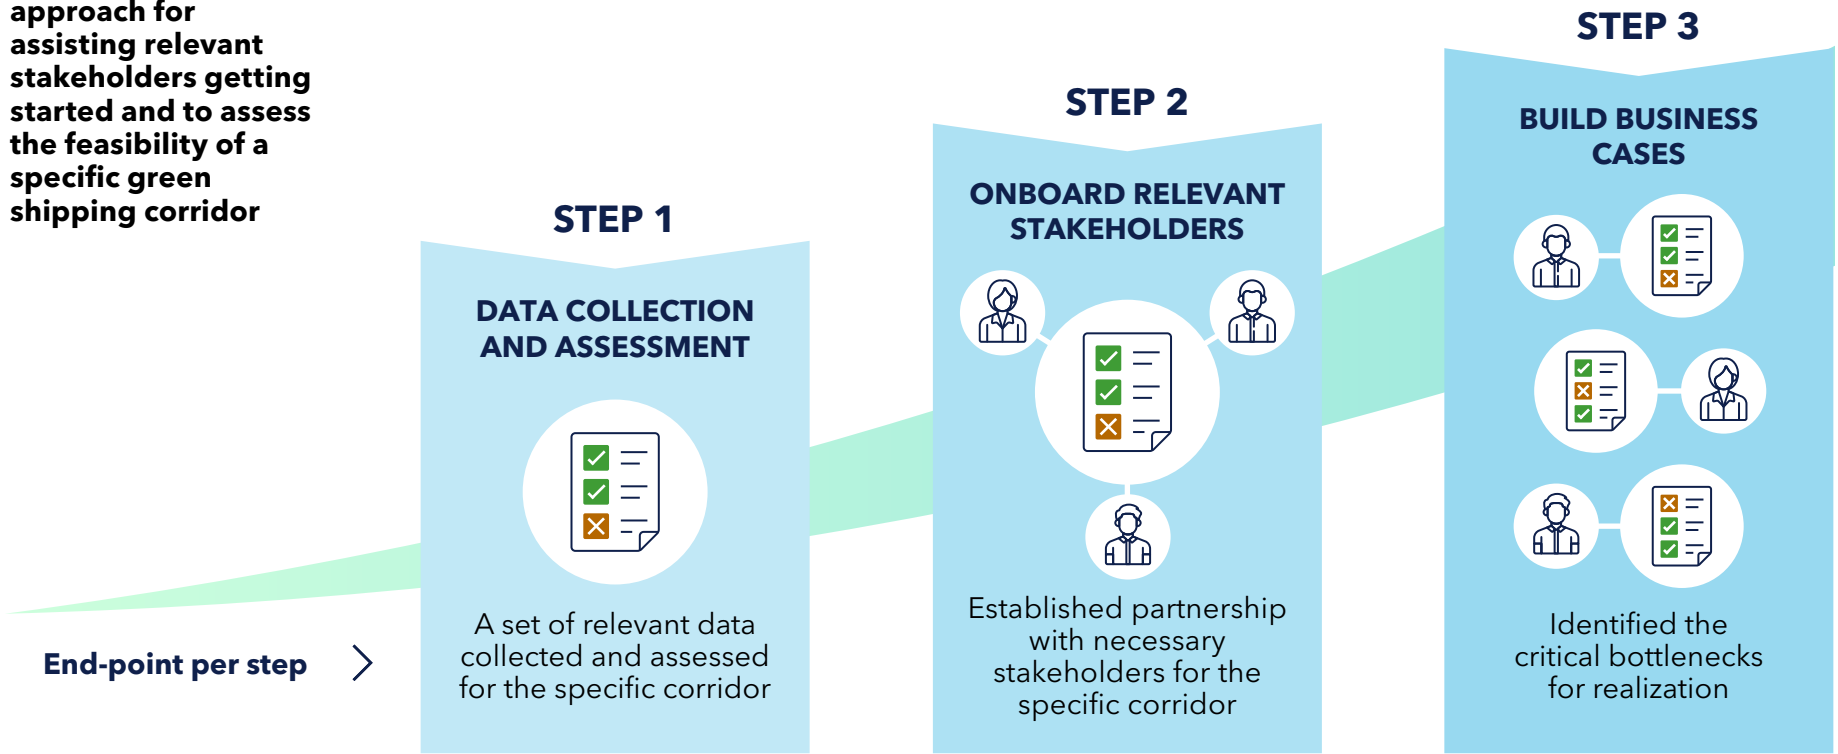 approach for
assisting relevant
stakeholders getting
started and to assess
the feasibility of a
specific green
shipping corridor
End-point per step
STEP 1
DATA COLLECTION
AND ASSESSMENT
A set of relevant data
collected and assessed
for the specific corridor
STEP 2
ONBOARD RELEVANT
STAKEHOLDERS
Established partnership
with necessary
stakeholders for the
specific corridor
STEP 3
BUILD BUSINESS
CASES
Identified the
critical bottlenecks
for realization